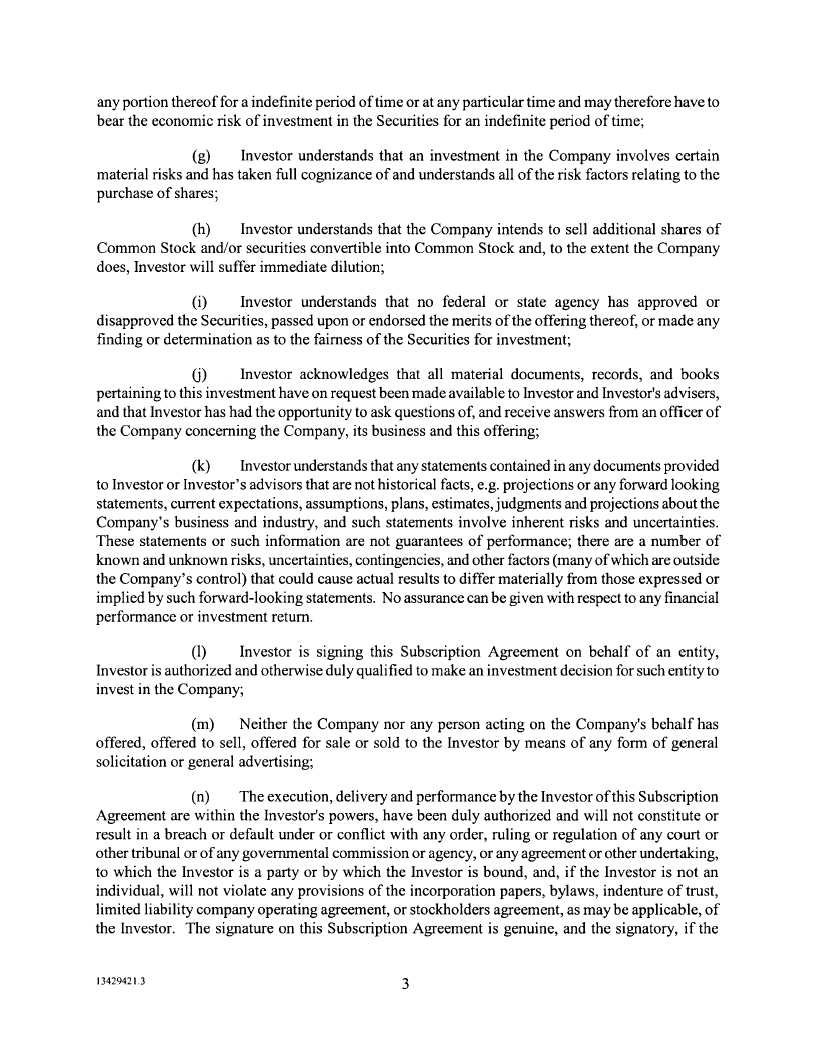 any portion thereof for a indefinite period of time or at any particular time and may therefore have to
bear the economic risk of investment in the Securities for an indefinite period of time;
(g) Investor understands that an investment in the Company involves certain
material risks and has taken full cognizance of and understands all of the risk factors relating to the
purchase of shares;
(h) Investor understands that the Company intends to sell additional shares of
Common Stock and/or securities convertible into Common Stock and, to the extent the Company
does, Investor will suffer immediate dilution;
(i) Investor understands that no federal or state agency has approved or
disapproved the Securities, passed upon or endorsed the merits of the offering thereof, or made any
finding or determination as to the fairness of the Securities for investment;
(j) Investor acknowledges that all material documents, records, and books
pertaining to this investment have on request been made available to Investor and Investor's advisers,
and that Investor has had the opportunity to ask questions of, and receive answers from an officer of
the Company concerning the Company, its business and this offering;
(k) Investor understands that any statements contained in any documents provided
to Investor or Investor’s advisors that are not historical facts, e.g. projections or any forward looking
statements, current expectations, assumptions, plans, estimates, judgments and projections about the
Company’s business and industry, and such statements involve inherent risks and uncertainties.
These statements or such information are not guarantees of performance; there are a number of
known and unknown risks, uncertainties, contingencies, and other factors (many of which are outside
the Company’s control) that could cause actual results to differ materially from those expressed or
implied by such forward-looking statements. No assurance can be given with respect to any financial
performance or investment return.
(l) Investor is signing this Subscription Agreement on behalf of an entity,
Investor is authorized and otherwise duly qualified to make an investment decision for such entity to
invest in the Company;
(m) Neither the Company nor any person acting on the Company's behalf has
offered, offered to sell, offered for sale or sold to the Investor by means of any form of general
solicitation or general advertising;
(n) The execution, delivery and performance by the Investor of this Subscription
Agreement are within the Investor's powers, have been duly authorized and will not constitute or
result in a breach or default under or conflict with any order, ruling or regulation of any court or
other tribunal or of any governmental commission or agency, or any agreement or other undertaking,
to which the Investor is a party or by which the Investor is bound, and, if the Investor is not an
individual, will not violate any provisions of the incorporation papers, bylaws, indenture of trust,
limited liability company operating agreement, or stockholders agreement, as may be applicable, of
the Investor. The signature on this Subscription Agreement is genuine, and the signatory, if the
13429421.3
3